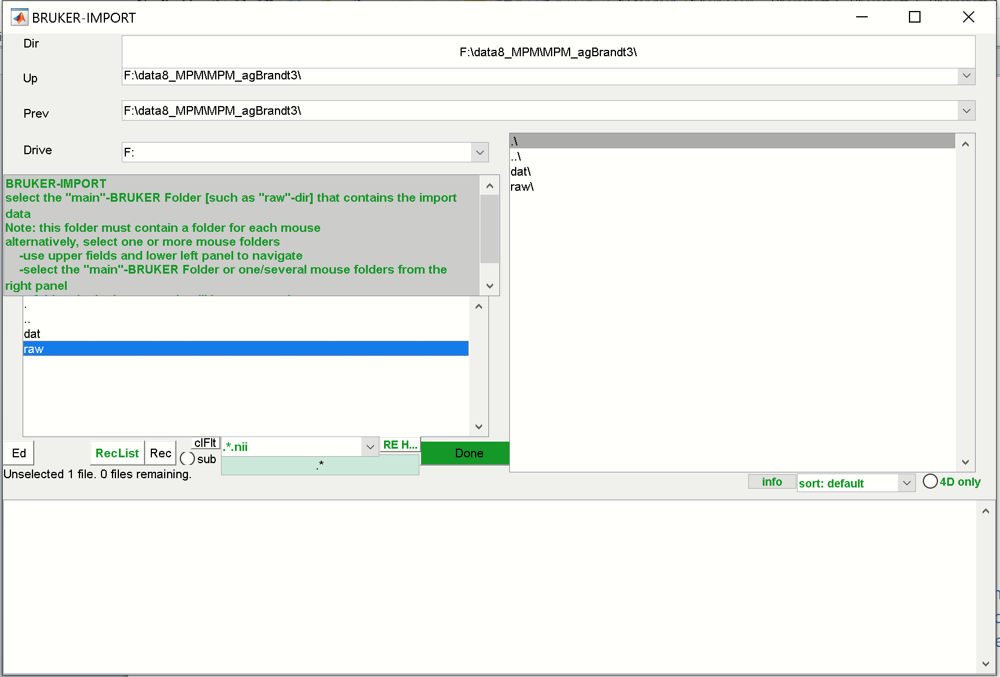 BRUKER-IMPORT
Dir
F:\data8_MPM\MPM_agBrandt3\
Up
F:\data8_MPM\MPM_agBrandt3\
Prev
F:\data8_MPM\MPM_agBrandt3\
Drive
F:
.\
..\
dat\
raw\
BRUKER-IMPORT
select the "main"-BRUKER Folder [such as "raw"-dir] that contains the import
data
Note: this folder must contain a folder for each mouse
alternatively, select one or more mouse folders
-use upper fields and lower left panel to navigate
-select the "main"-BRUKER Folder or one/several mouse folders from the
right panel
.
..
dat
raw
Ed
RecList
Rec
clFlt
sub
.*.nii
RE H...
.*
Done
Unselected 1 file. 0 files remaining.
info
sort: default
4D only